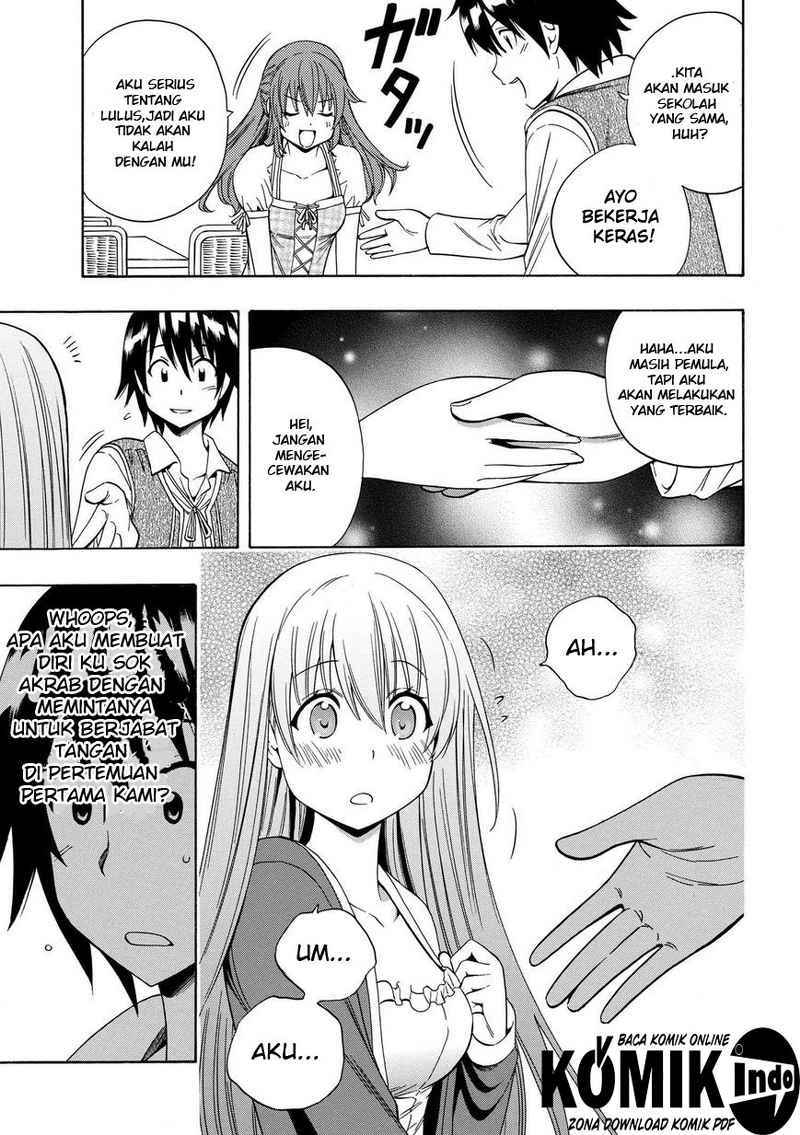 .KITA
AKAN MASUK
SEKOLAH
YANG SAMA,
HUH?
AYO
BEKERJA
KERAS!
ガタッ
AKU SERIUS
TENTANG
LULUS,JADI AKU
TIDAK AKAN
KALAH
DENGAN MU!
HAHA...AKU
MASIH PEMULA,
TAPI AKU
AKAN MELAKUKAN
YANG TERBAIK.
HEI,
JANGAN
MENGE-
CEWAKAN
AKU.
AH...
UM...
AKU...
WHOOPS,
APA AKU MEMBUAT
DIRI KU SOK
AKRAB DENGAN
MEMINTANYA
UNTUK BERJABAT
TANGAN
DI PERTEMUAN
PERTAMA KAMI?
BACA KOMIK ONLINE
KOMIK indo
ZONA DOWNLOAD KOMIK PDF